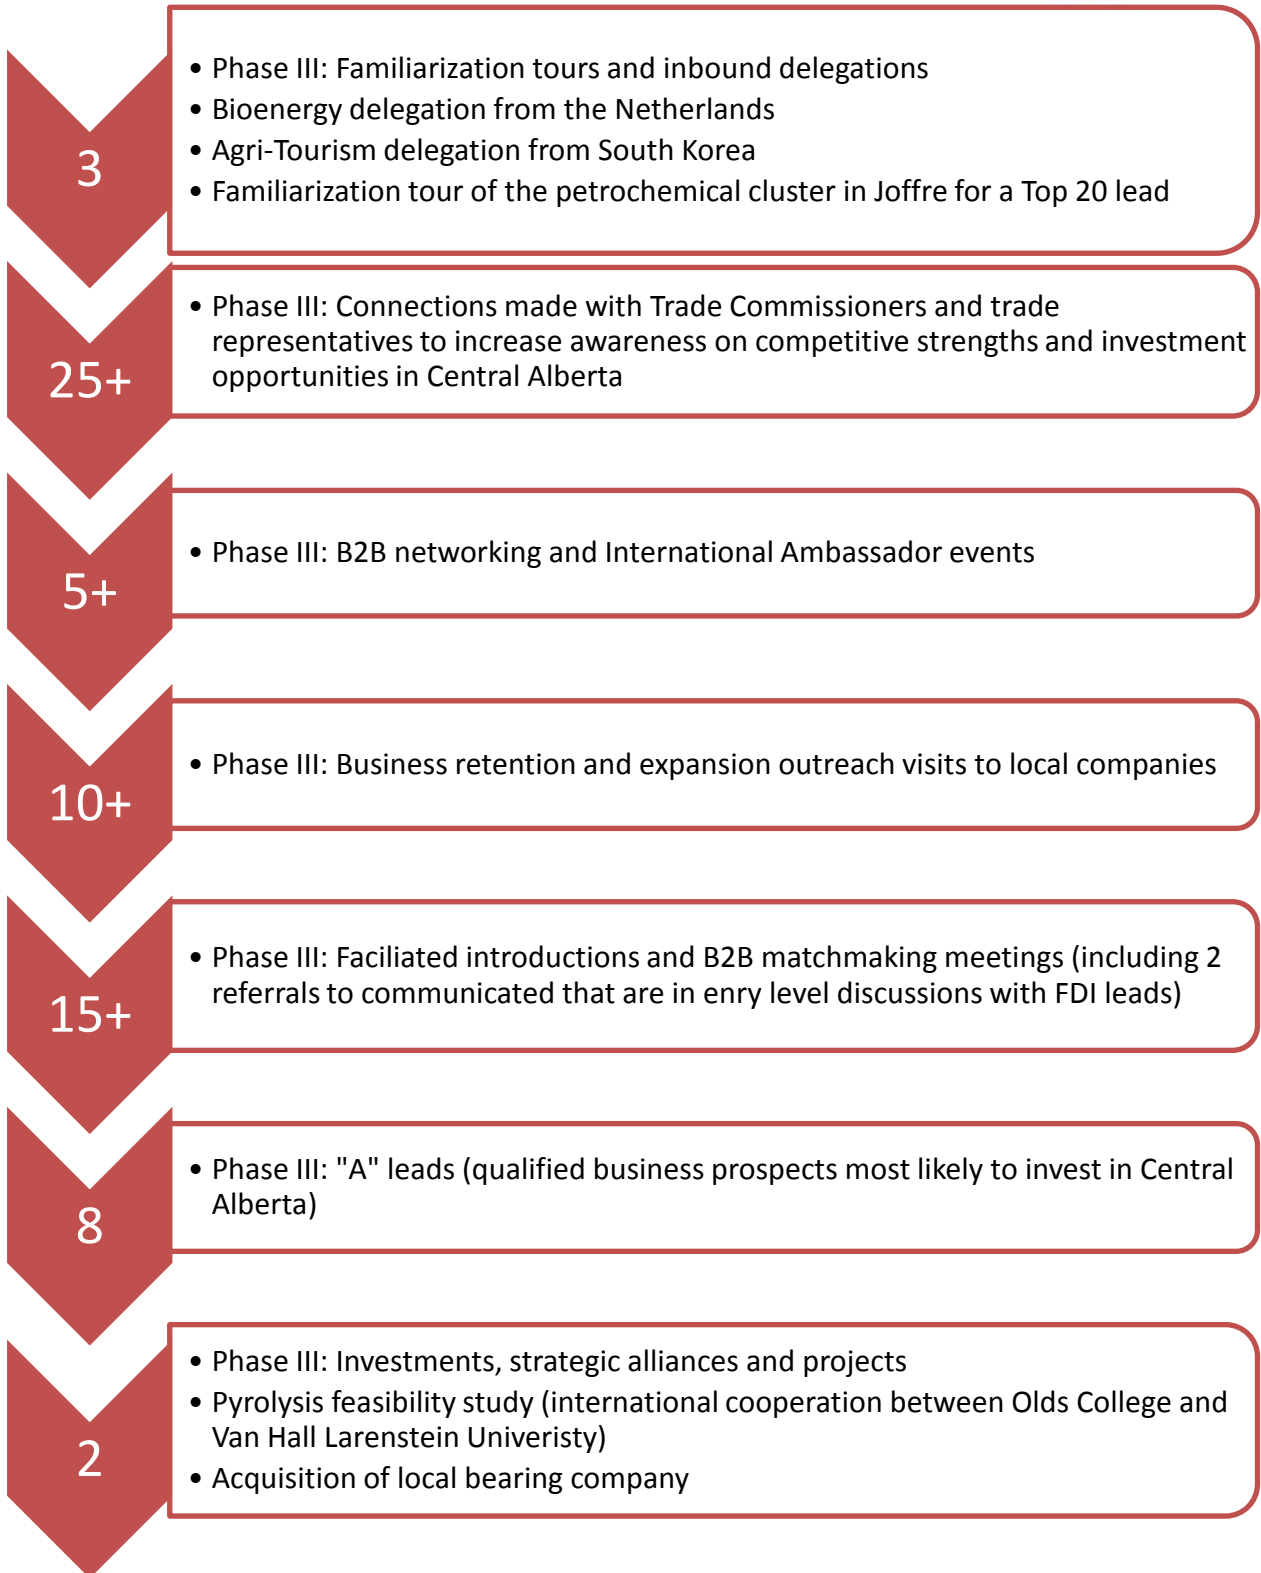 3
• Phase III: Familiarization tours and inbound delegations
• Bioenergy delegation from the Netherlands
• Agri-Tourism delegation from South Korea
• Familiarization tour of the petrochemical cluster in Joffre for a Top 20 lead
25+
• Phase III: Connections made with Trade Commissioners and trade
representatives to increase awareness on competitive strengths and investment
opportunities in Central Alberta
5+
• Phase III: B2B networking and International Ambassador events
10+
• Phase III: Business retention and expansion outreach visits to local companies
15+
• Phase III: Faciliated introductions and B2B matchmaking meetings (including 2
referrals to communicated that are in enry level discussions with FDI leads)
8
• Phase III: "A" leads (qualified business prospects most likely to invest in Central
Alberta)
2
• Phase III: Investments, strategic alliances and projects
• Pyrolysis feasibility study (international cooperation between Olds College and
Van Hall Larenstein Univeristy)
• Acquisition of local bearing company